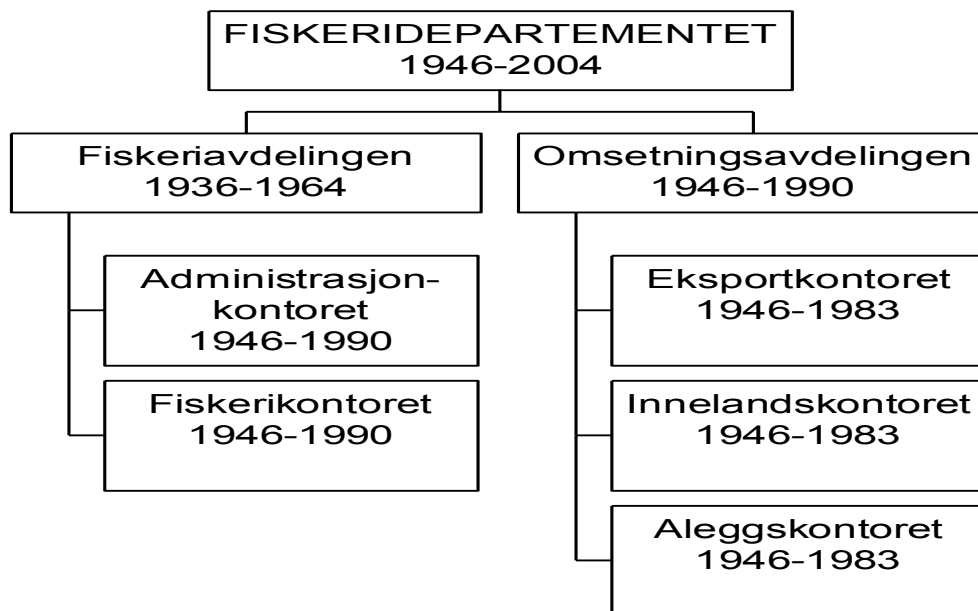 FISKERIDEPARTEMENTET
1946-2004
Fiskeriavdelingen
1936-1964
Administrasjon-
kontoret
1946-1990
Fiskerikontoret
1946-1990
Omsetningsavdelingen
1946-1990
Eksportkontoret
1946-1983
Innelandskontoret
1946-1983
Aleggskontoret
1946-1983